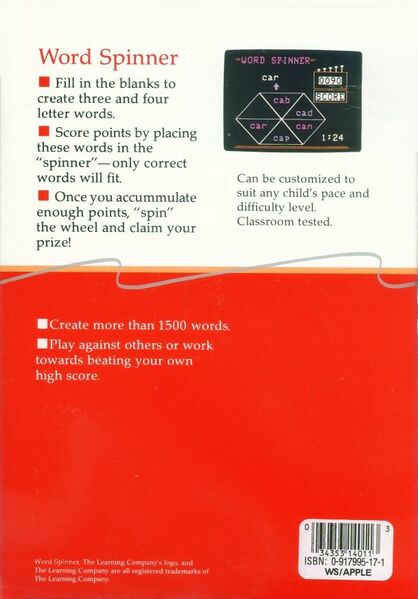 Word Spinner
■ Fill in the blanks to
create three and four
letter words.
■ Score points by placing
these words in the
"spinner"—only correct
words will fit.
■ Once you accummulate
enough points, "spin"
the wheel and claim your
prize!
WORD SPINNER
car
cab
cad
can
cap
car
0090
SCORE
1:24
Can be customized to
suit any child's pace and
difficulty level.
Classroom tested.
■ Create more than 1500 words.
■ Play against others or work
towards beating your own
high score.
Word Spinner, The Learning Company's logo, and
The Learning Company are all registered trademarks of
The Learning Company.
0 34353 14011 3
ISBN: 0-917995-17-1
WS/APPLE